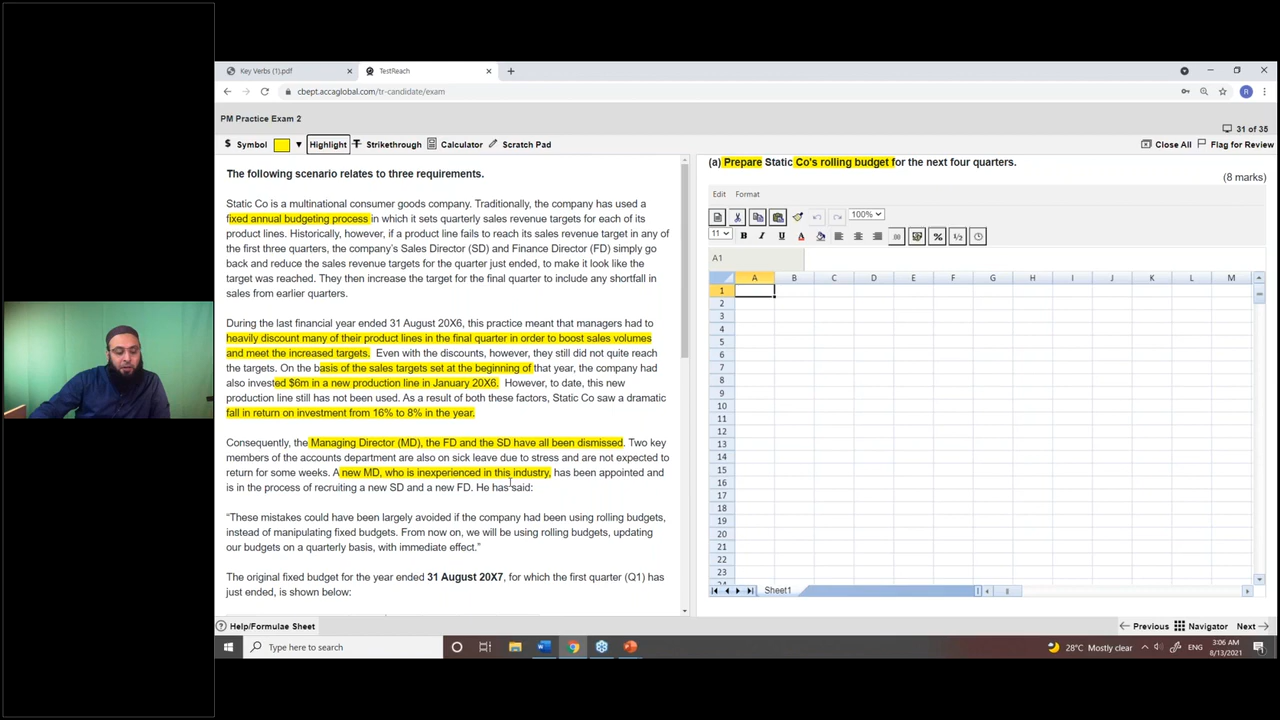 Key Verbs (1).pdf
TestReach
cbept.accaglobal.com/tr-candidate/exam
R
PM Practice Exam 2
31 of 35
$ Symbol
Highlight
Strikethrough
Calculator
Scratch Pad
Close All
Flag for Review
The following scenario relates to three requirements.
Static Co is a multinational consumer goods company. Traditionally, the company has used a
fixed annual budgeting process in which it sets quarterly sales revenue targets for each of its
product lines. Historically, however, if a product line fails to reach its sales revenue target in any of
the first three quarters, the company's Sales Director (SD) and Finance Director (FD) simply go
back and reduce the sales revenue targets for the quarter just ended, to make it look like the
target was reached. They then increase the target for the final quarter to include any shortfall in
sales from earlier quarters.
During the last financial year ended 31 August 20X6, this practice meant that managers had to
heavily discount many of their product lines in the final quarter in order to boost sales volumes
and meet the increased targets. Even with the discounts, however, they still did not quite reach
the targets. On the basis of the sales targets set at the beginning of that year, the company had
also invested $6m in a new production line in January 20X6. However, to date, this new
production line still has not been used. As a result of both these factors, Static Co saw a dramatic
fall in return on investment from 16% to 8% in the year.
Consequently, the Managing Director (MD), the FD and the SD have all been dismissed. Two key
members of the accounts department are also on sick leave due to stress and are not expected to
return for some weeks. A new MD, who is inexperienced in this industry, has been appointed and
is in the process of recruiting a new SD and a new FD. He has said:
“These mistakes could have been largely avoided if the company had been using rolling budgets,
instead of manipulating fixed budgets. From now on, we will be using rolling budgets, updating
our budgets on a quarterly basis, with immediate effect.”
The original fixed budget for the year ended 31 August 20X7, for which the first quarter (Q1) has
just ended, is shown below:
(a) Prepare Static Co's rolling budget for the next four quarters.
(8 marks)
Edit Format
100%
11 B I U A .00 % 1/2
A1
A B C D E F G H I J K L M
1
2
3
4
5
6
7
8
9
10
11
12
13
14
15
16
17
18
19
20
21
22
23
24
Sheet1
Help/Formulae Sheet
Previous
Navigator
Next
Type here to search
28°C Mostly clear
ENG
3:06 AM
8/13/2021